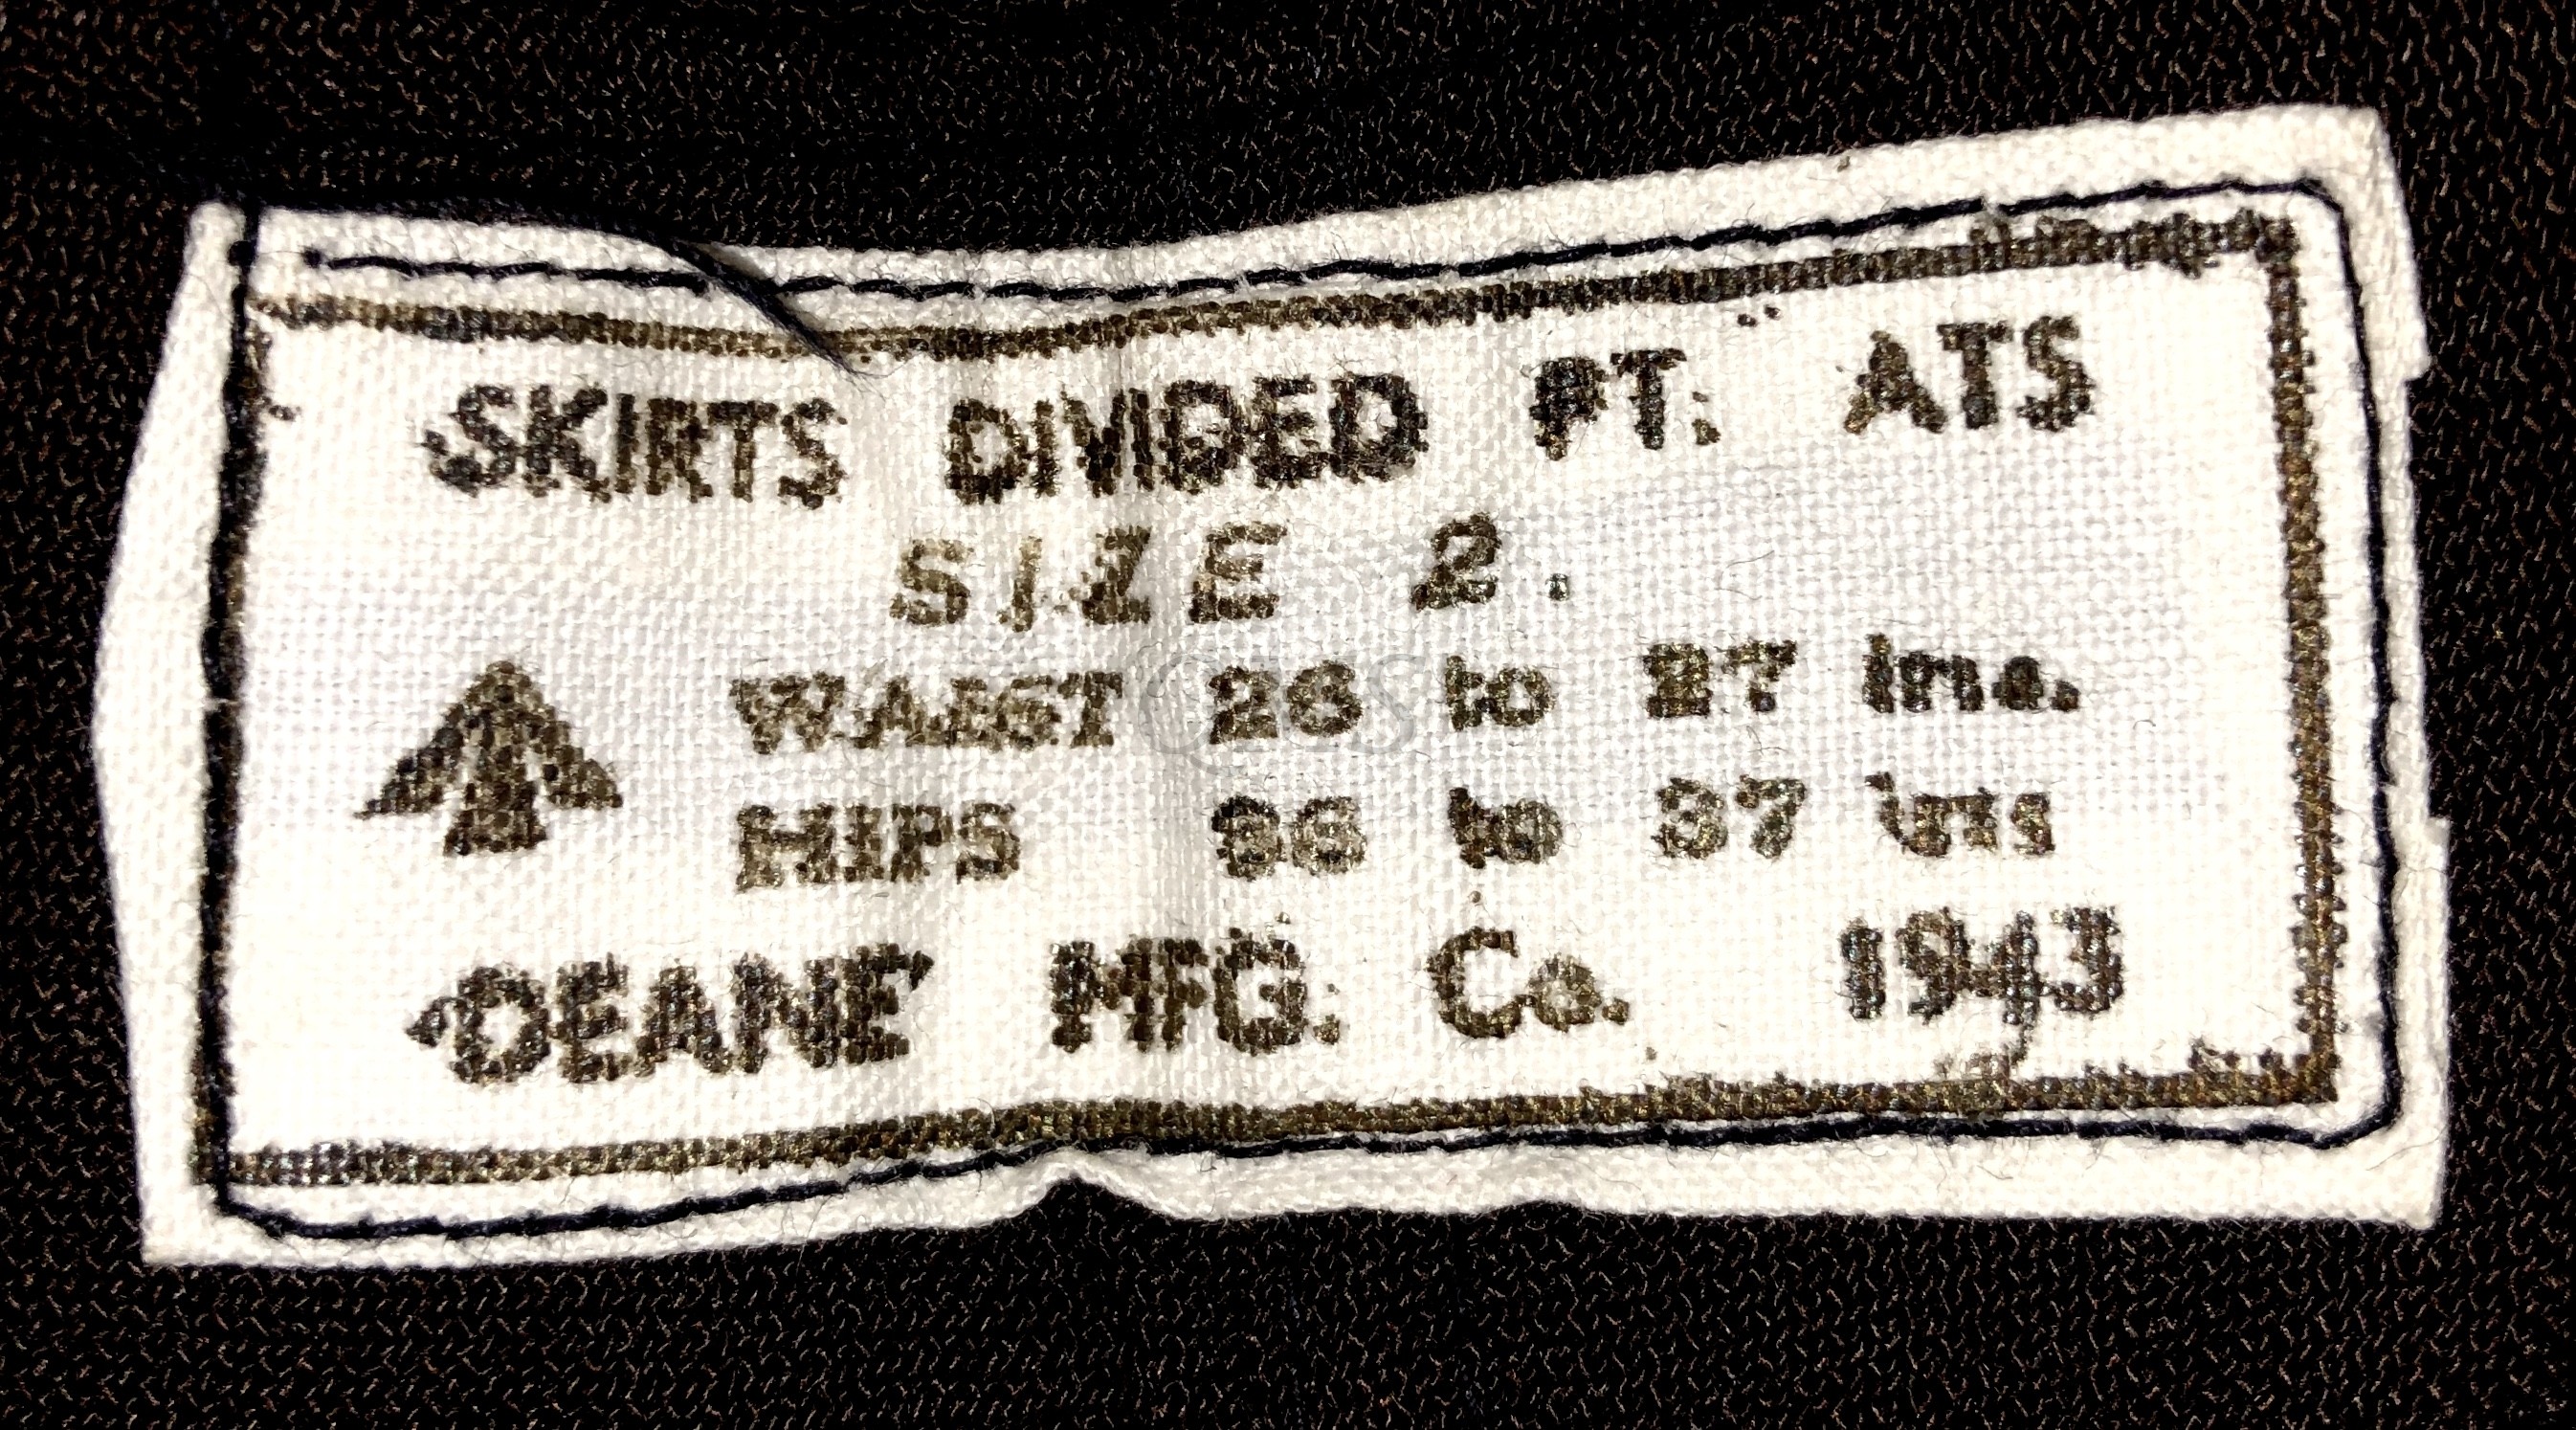 SKIRTS DIVIDED PT. ATS
SIZE 2.
WAIST 26 to 27 ins.
HIPS 36 to 37 ins
DEANE MFG. Co. 1943